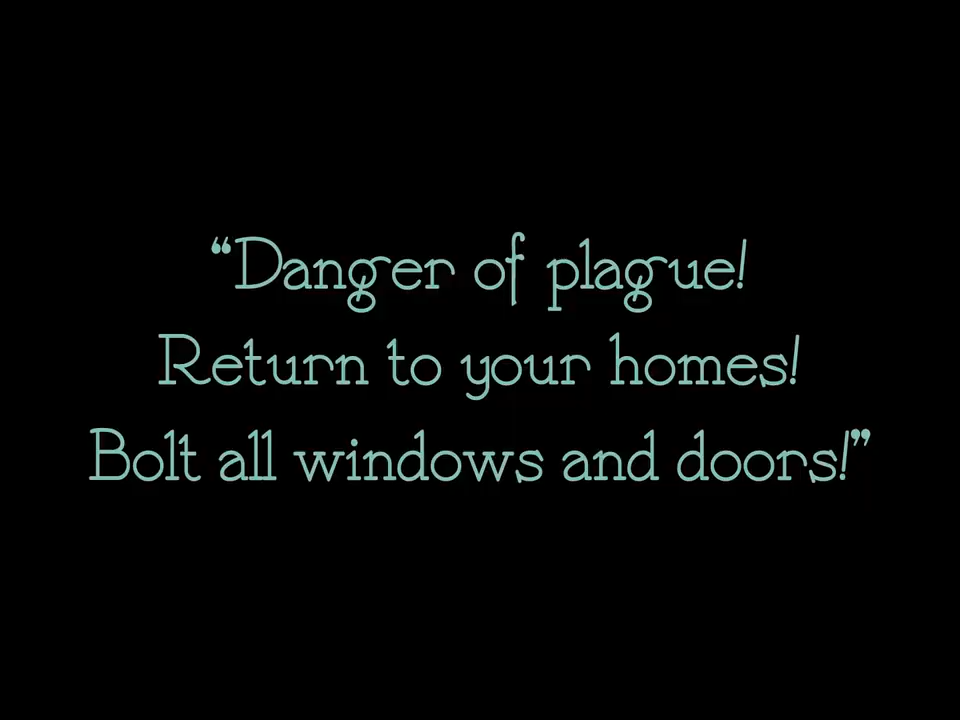 “Danger of plague!
Return to your homes!
Bolt all windows and doors!”